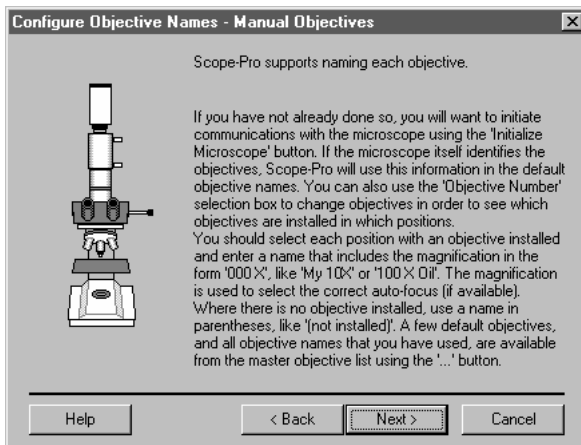 Configure Objective Names - Manual Objectives
Scope-Pro supports naming each objective.
If you have not already done so, you will want to initiate
communications with the microscope using the 'Initialize
Microscope' button. If the microscope itself identifies the
objectives, Scope-Pro will use this information in the default
objective names. You can also use the 'Objective Number'
selection box to change objectives in order to see which
objectives are installed in which positions.
You should select each position with an objective installed
and enter a name that includes the magnification in the
form '000 X', like 'My 10X' or '100 X Oil'. The magnification
is used to select the correct auto-focus (if available).
Where there is no objective installed, use a name in
parentheses, like '(not installed)'. A few default objectives,
and all objective names that you have used, are available
from the master objective list using the '...' button.
Help
< Back
Next >
Cancel